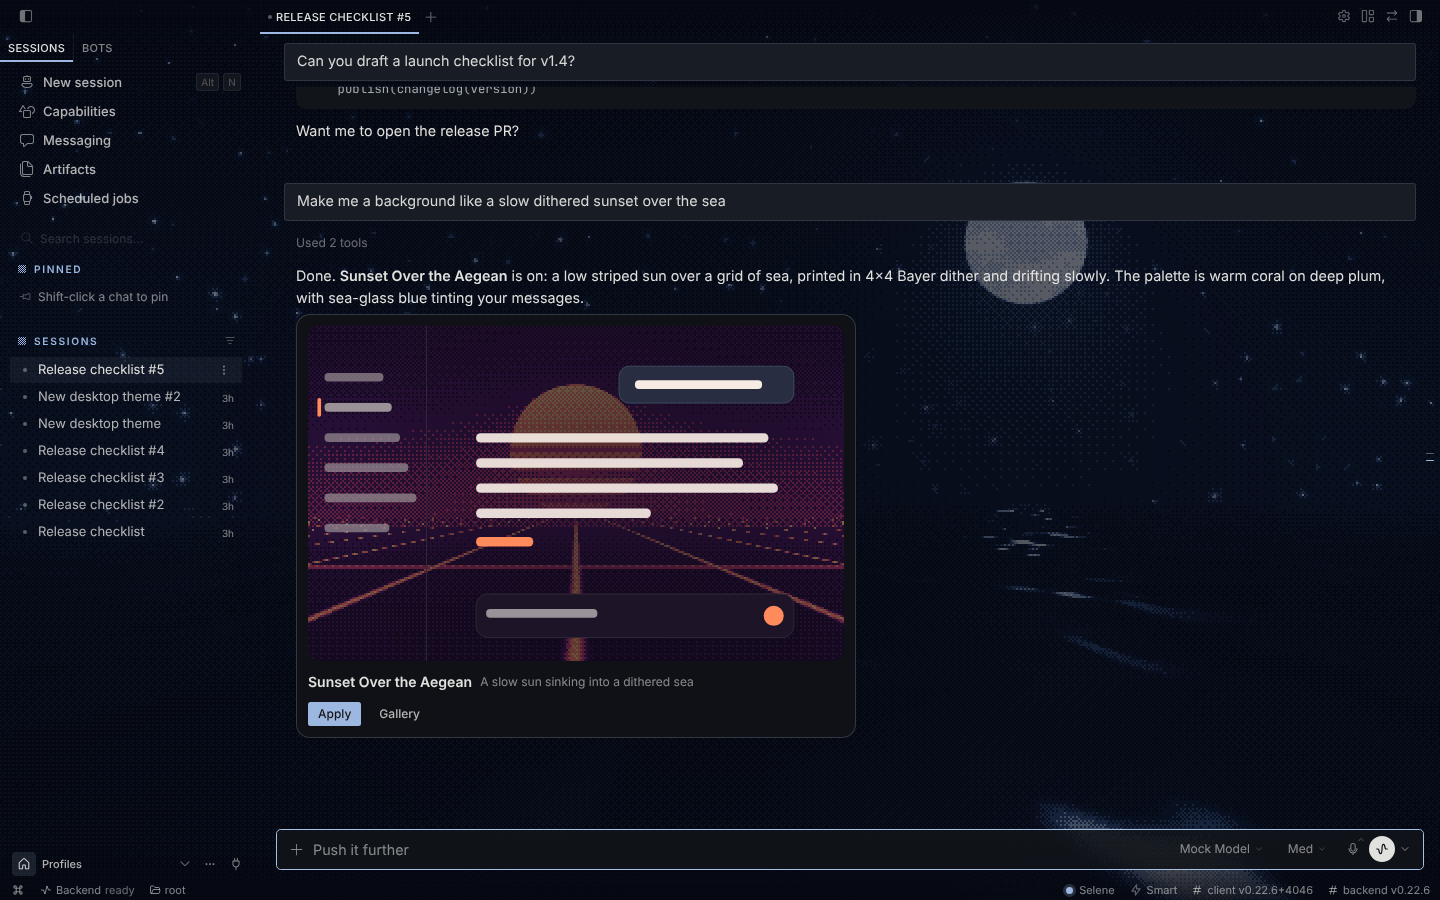 RELEASE CHECKLIST #5
SESSIONS
BOTS
New session
Alt
N
Capabilities
Messaging
Artifacts
Scheduled jobs
Search sessions...
PINNED
Shift-click a chat to pin
SESSIONS
Release checklist #5
New desktop theme #2
3h
New desktop theme
3h
Release checklist #4
3h
Release checklist #3
3h
Release checklist #2
3h
Release checklist
3h
Profiles
Can you draft a launch checklist for v1.4?
publish(changelog(version))
Want me to open the release PR?
Make me a background like a slow dithered sunset over the sea
Used 2 tools
Done. Sunset Over the Aegean is on: a low striped sun over a grid of sea, printed in 4×4 Bayer dither and drifting slowly. The palette is warm coral on deep plum,
with sea-glass blue tinting your messages.
Sunset Over the Aegean
A slow sun sinking into a dithered sea
Apply
Gallery
Push it further
Mock Model
Med
Backend ready
root
Selene
Smart
client v0.22.6+4046
backend v0.22.6